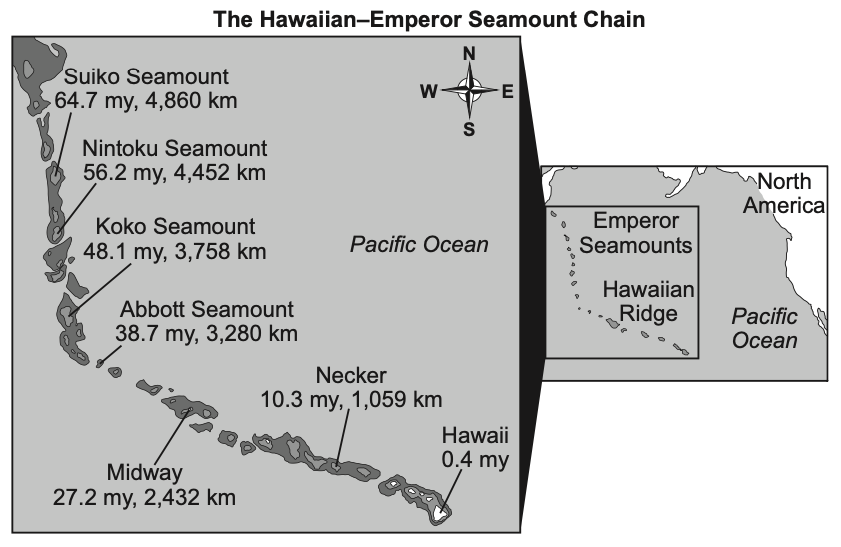 The Hawaiian–Emperor Seamount Chain
N
W E
S
Suiko Seamount
64.7 my, 4,860 km
Nintoku Seamount
56.2 my, 4,452 km
Koko Seamount
48.1 my, 3,758 km
Pacific Ocean
Abbott Seamount
38.7 my, 3,280 km
Necker
10.3 my, 1,059 km
Hawaii
0.4 my
Midway
27.2 my, 2,432 km
North
America
Emperor
Seamounts
Hawaiian
Ridge
Pacific
Ocean